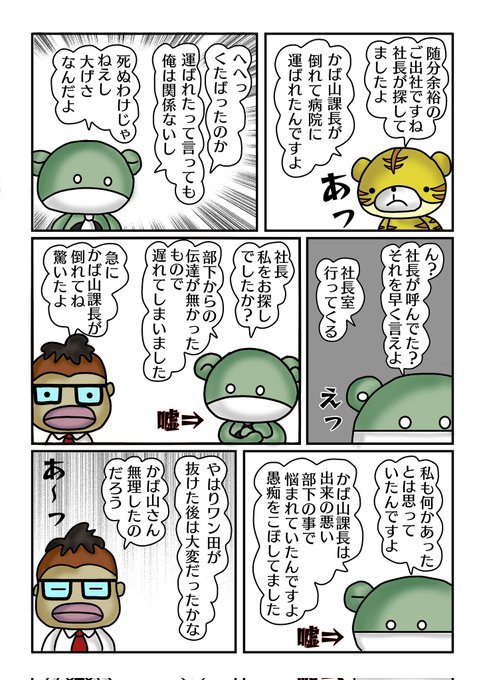 随分余裕の
ご出社ですね
社長が探して
ましたよ
かば山課長が
倒れて病院に
運ばれたんですよ
あっ
へへっ
くたばったのか
運ばれたって言っても
俺は関係ないし
死ぬわけじゃ
ねえし
大げさ
なんだよ
ん?
社長が呼んでた?
それを早く言えよ
社長室
行ってくる
えっ
社長
私をお探し
でしたか?
部下からの
伝達が無かった
もので
遅れてしまいました
嘘⇒
急に
かば山課長が
倒れてね
驚いたよ
私も何かあった
とは思って
いたんですよ
かば山課長は
出来の悪い
部下の事で
悩まれていたんですよ
愚痴をこぼしてました
嘘⇒
やはりワン田が
抜けた後は大変だったかな
かば山さん
無理したの
だろう
あ〜っ